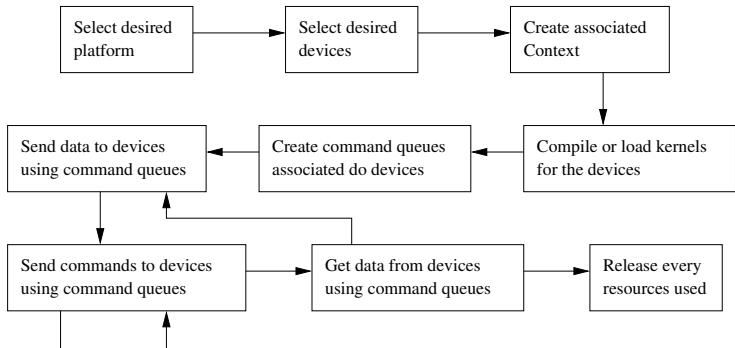 Select desired
platform
Select desired
devices
Create associated
Context
Compile or load kernels
for the devices
Create command queues
associated do devices
Send data to devices
using command queues
Send commands to devices
using command queues
Get data from devices
using command queues
Release every
resources used